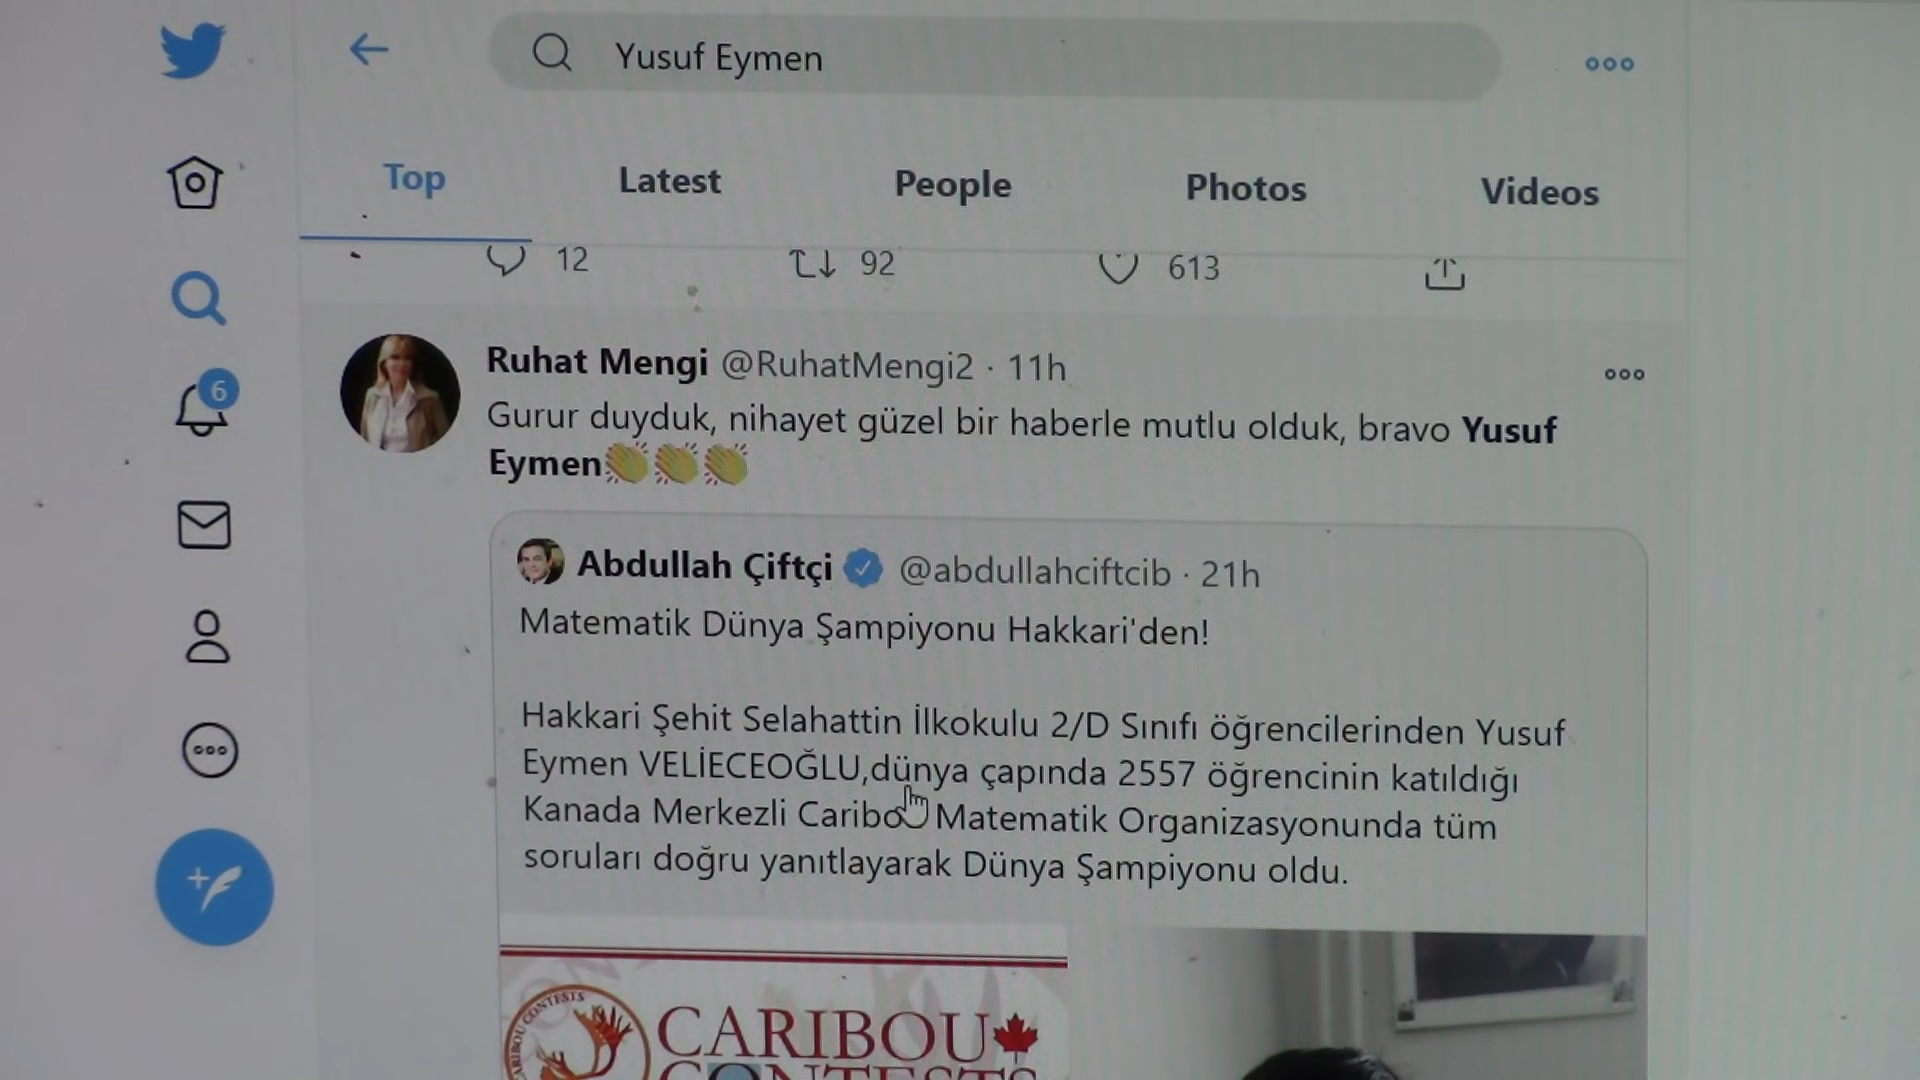 Yusuf Eymen
Top Latest People Photos Videos
12 92 613
Ruhat Mengi @RuhatMengi2 · 11h
Gurur duyduk, nihayet güzel bir haberle mutlu olduk, bravo Yusuf
Eymen👏👏👏
6
Abdullah Çiftçi @abdullahciftcib · 21h
Matematik Dünya Şampiyonu Hakkari'den!
Hakkari Şehit Selahattin İlkokulu 2/D Sınıfı öğrencilerinden Yusuf
Eymen VELİECEOĞLU,dünya çapında 2557 öğrencinin katıldığı
Kanada Merkezli Caribo Matematik Organizasyonunda tüm
soruları doğru yanıtlayarak Dünya Şampiyonu oldu.
CARIBOU CONTESTS
CARIBOU
CONTESTS